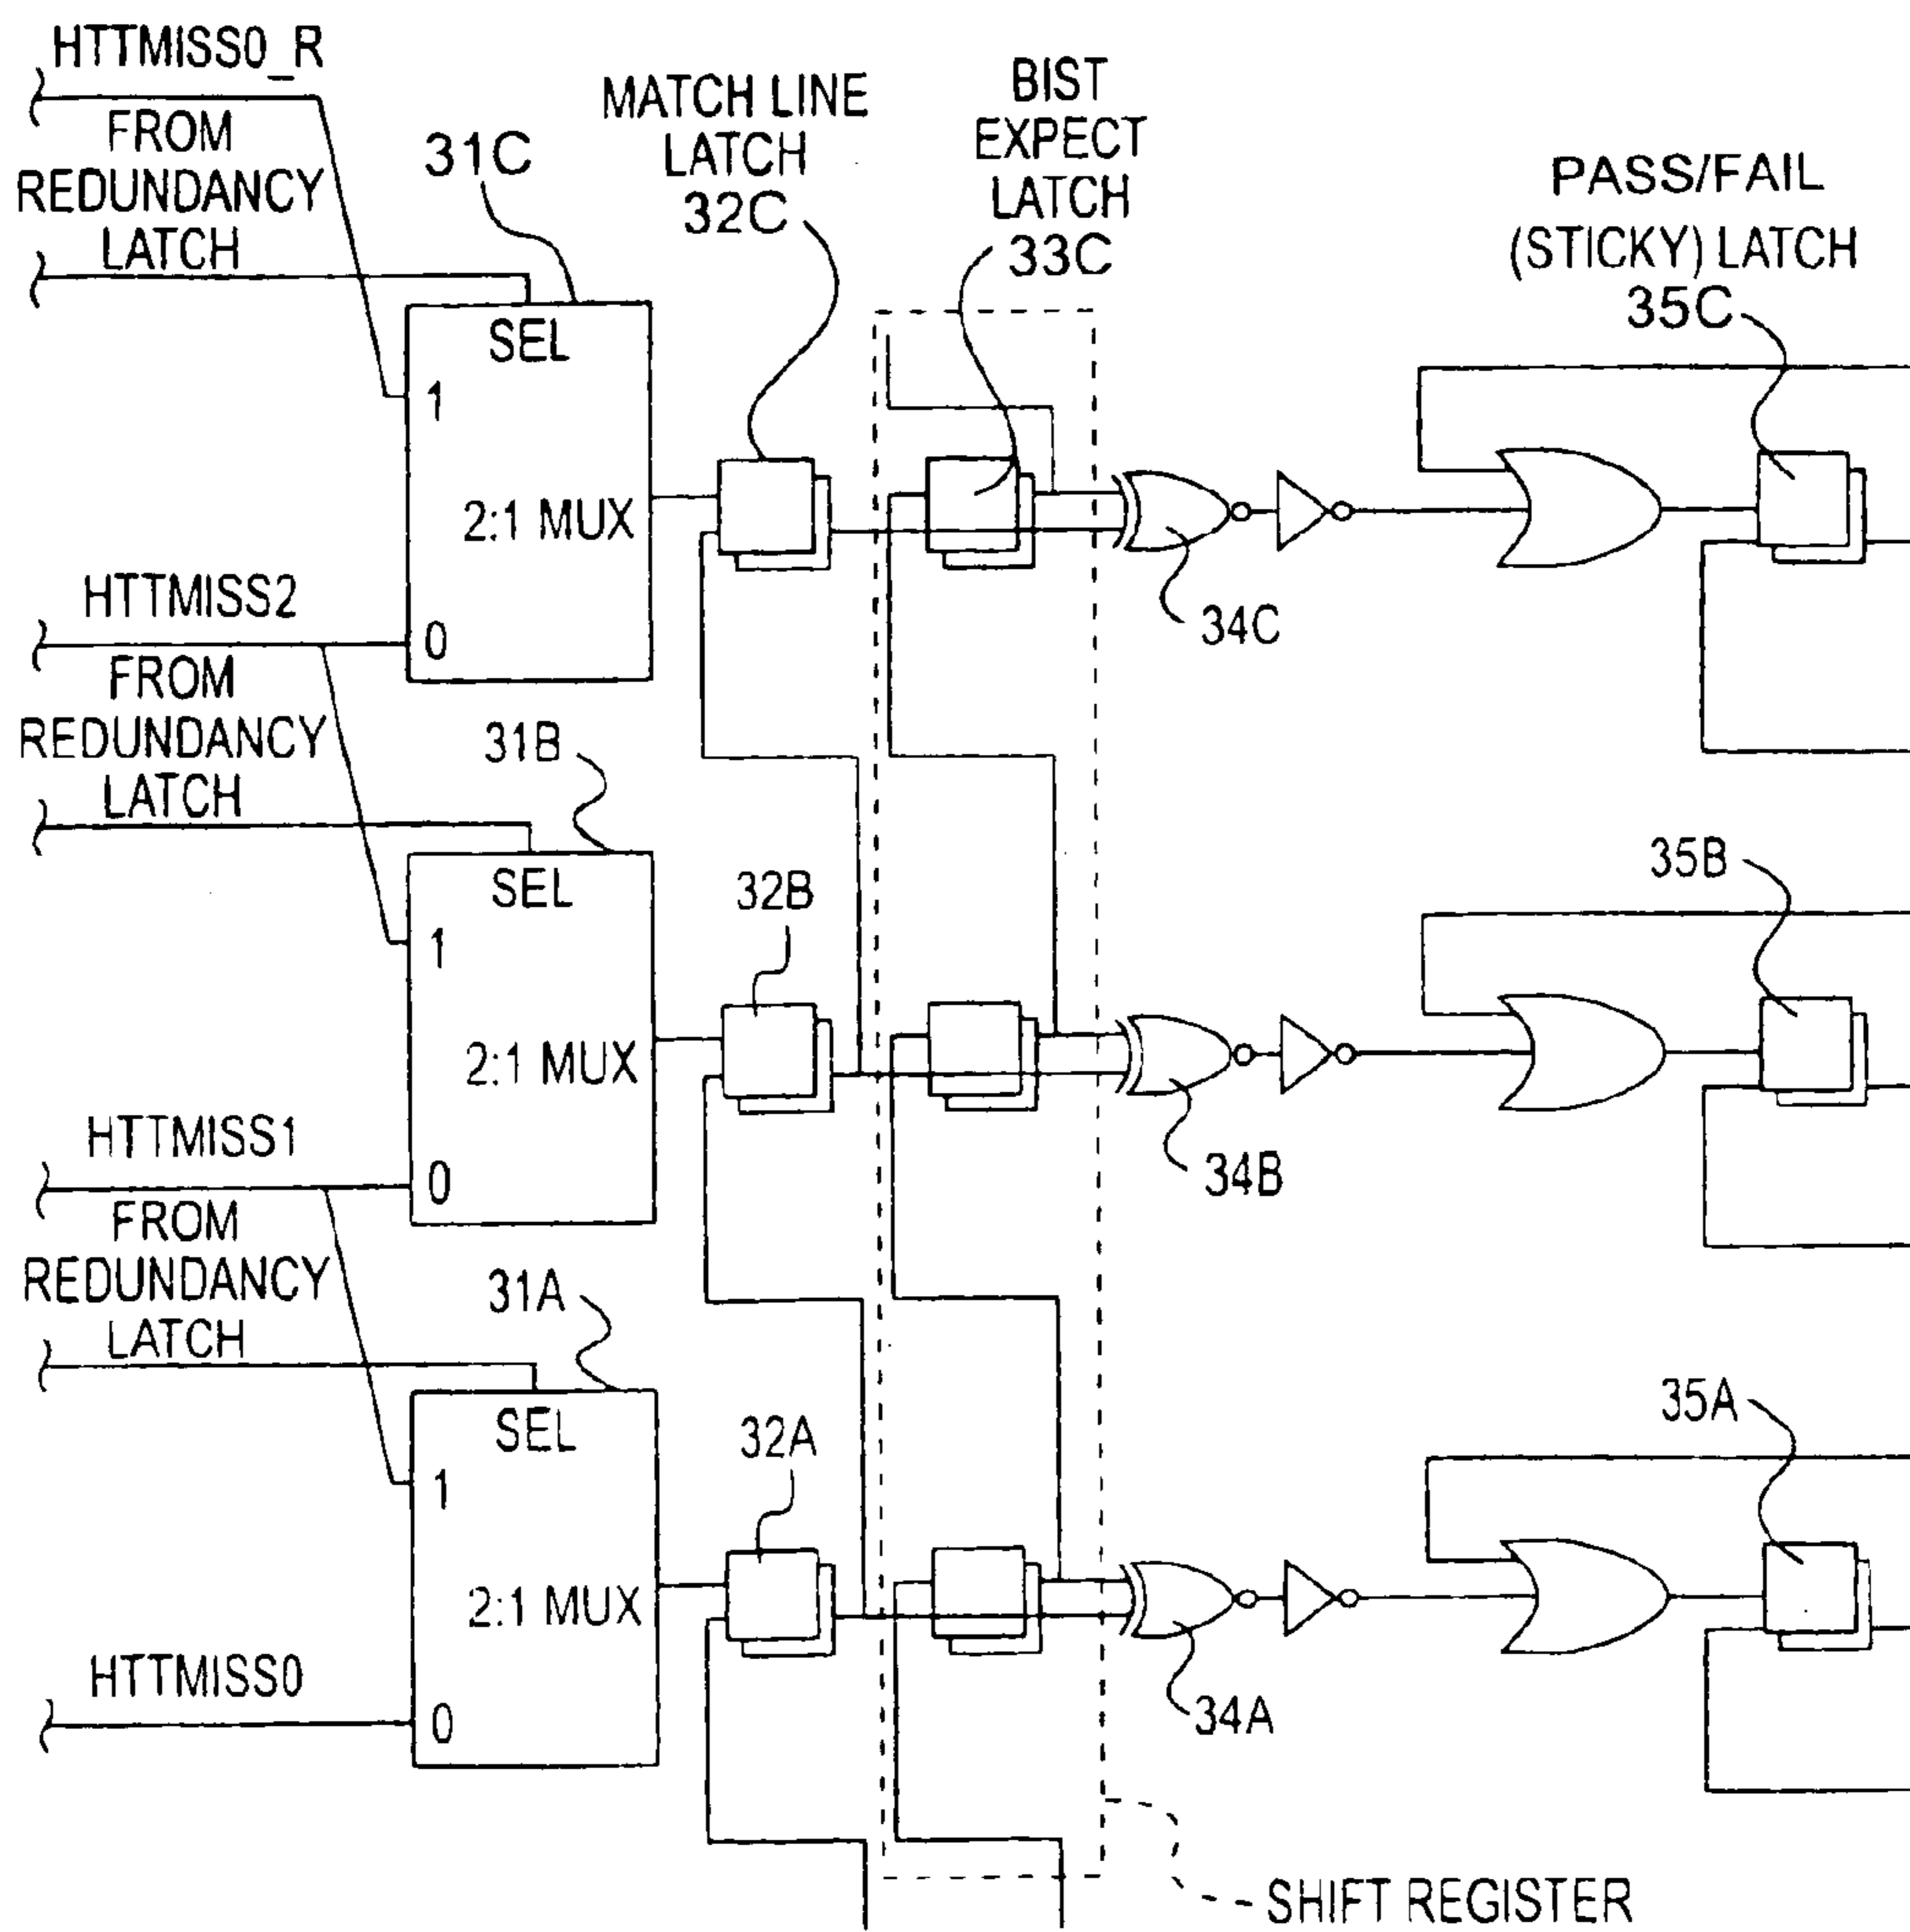 HTTMISS0_R
FROM
REDUNDANCY
LATCH
31C
MATCH LINE
LATCH
32C
BIST
EXPECT
LATCH
33C
PASS/FAIL
(STICKY) LATCH
35C
SEL
1
2:1 MUX
0
34C
HTTMISS2
FROM
REDUNDANCY
LATCH
31B
SEL
1
2:1 MUX
0
32B
35B
34B
HTTMISS1
FROM
REDUNDANCY
LATCH
31A
SEL
1
2:1 MUX
0
32A
35A
34A
HTTMISS0
SHIFT REGISTER